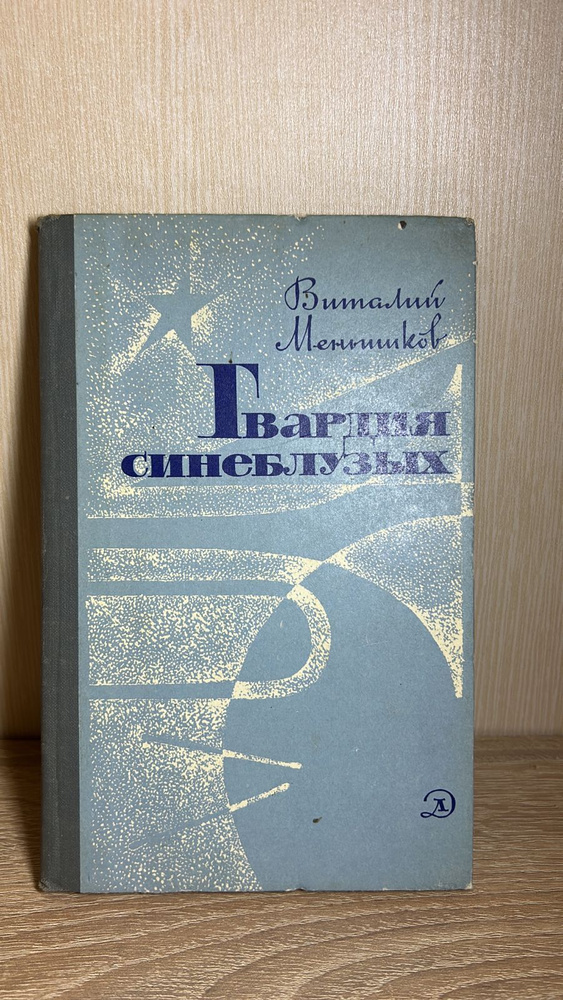 Виталий
Меньшиков
Гвардия
синеблузых
Д